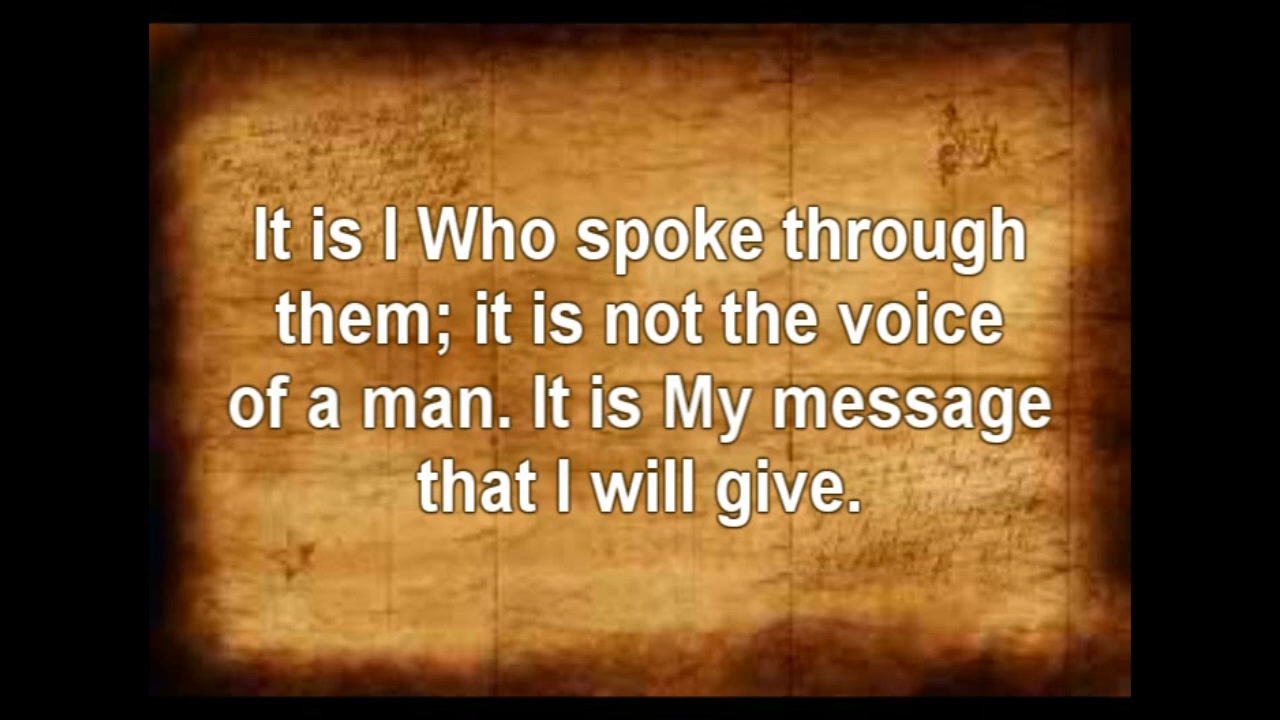 It is I Who spoke through
them; it is not the voice
of a man. It is My message
that I will give.